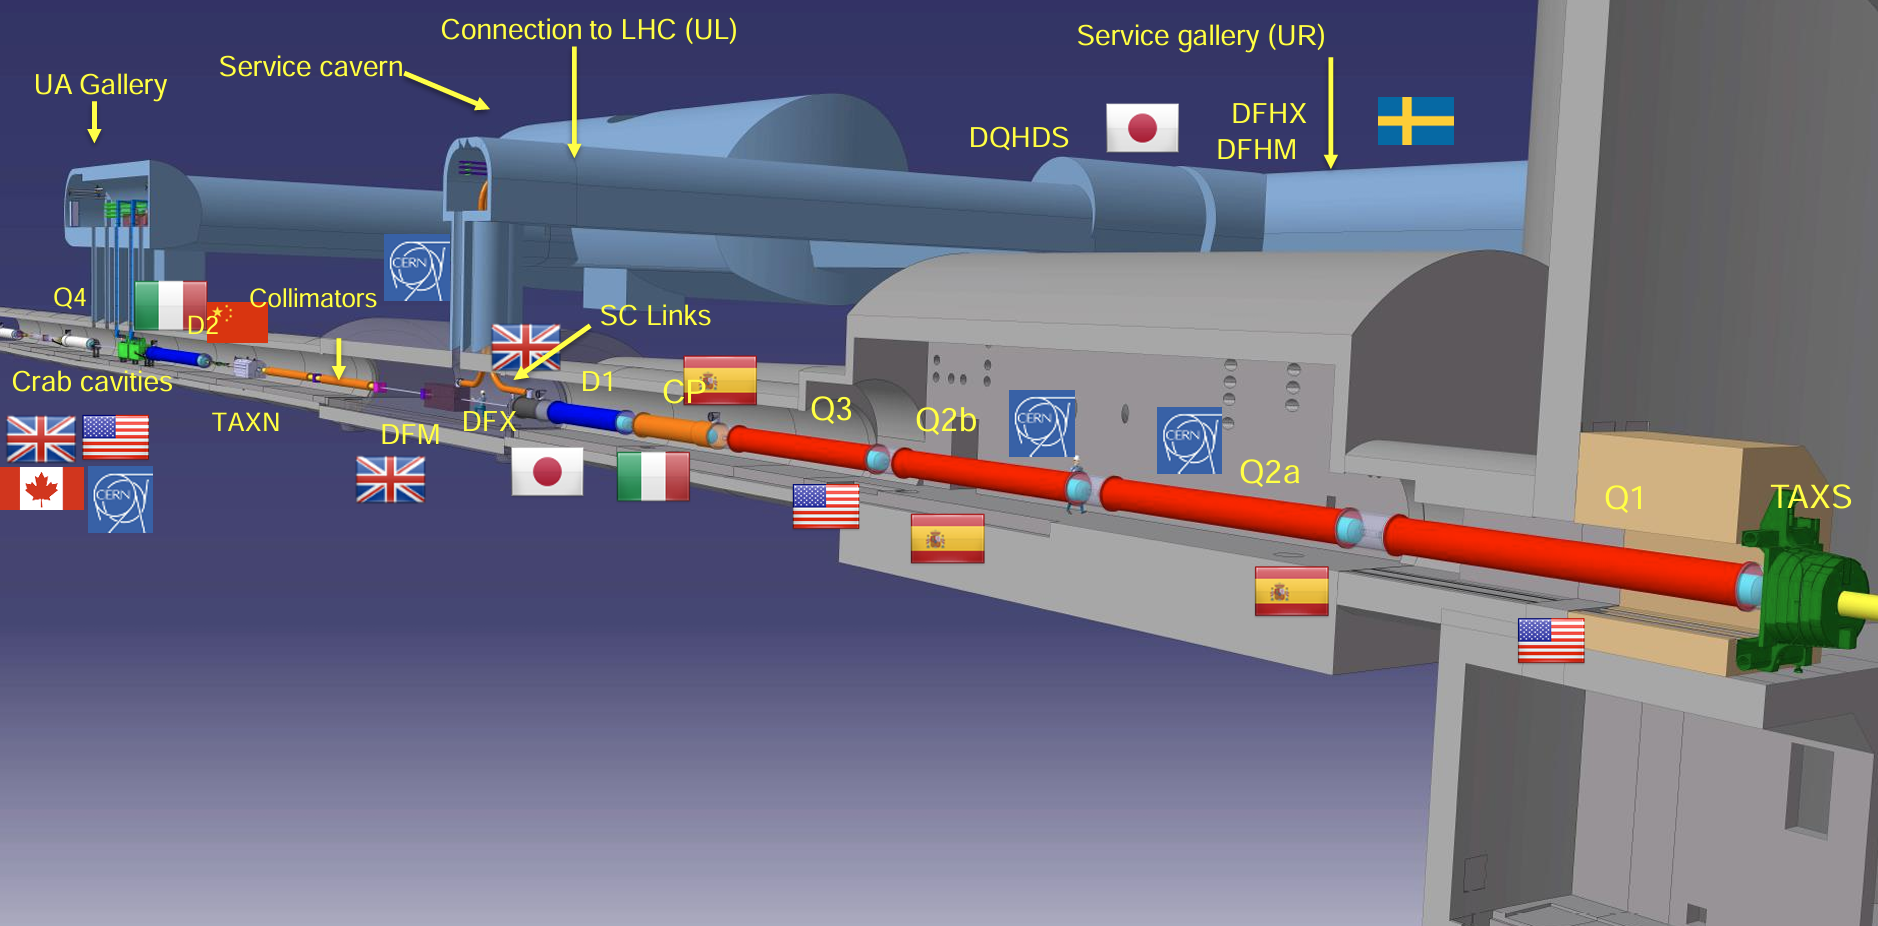 Connection to LHC (UL)
Service gallery (UR)
Service cavern
UA Gallery
DFHX
DQHDS
DFHM
CERN
Q4
Collimators
D2
SC Links
Crab cavities
D1
CP
Q3
Q2b
CERN
CERN
Q2a
TAXN
DFM
DFX
Q1
TAXS
CERN